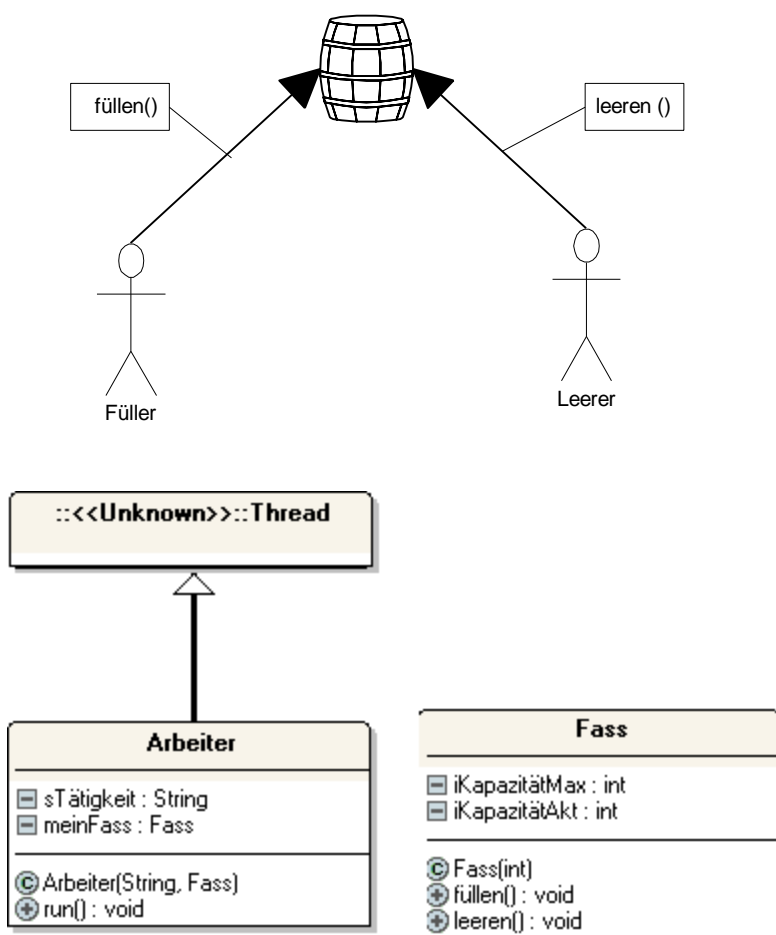 füllen()
leeren ()
Füller
Leerer
::<<Unknown>>::Thread
Arbeiter
sTätigkeit : String
meinFass : Fass
Arbeiter(String, Fass)
run() : void
Fass
iKapazitätMax : int
iKapazitätAkt : int
Fass(int)
füllen() : void
leeren() : void